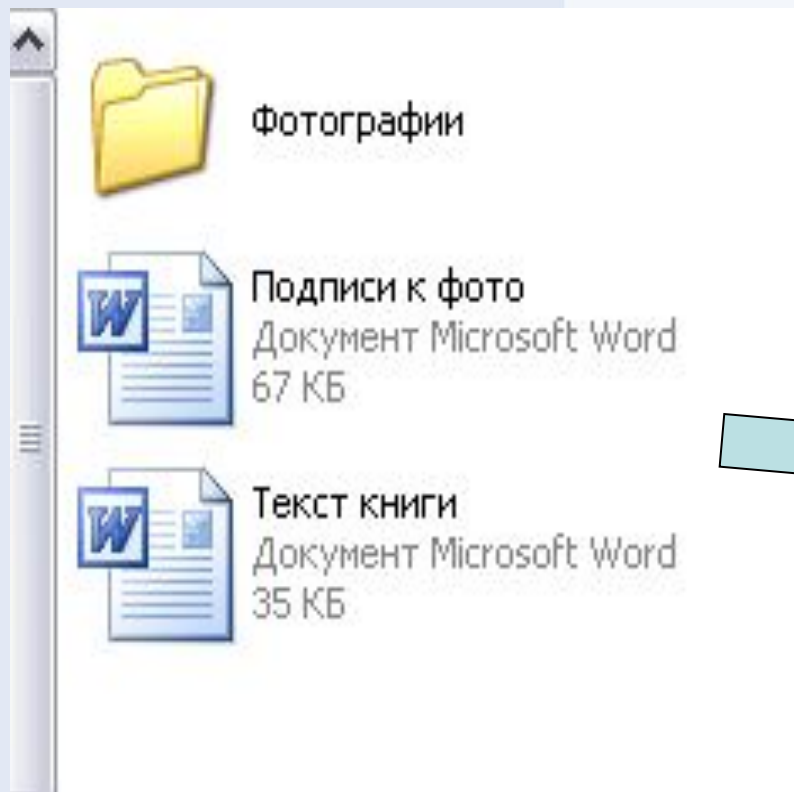 Фотографии
Подписи к фото
Документ Microsoft Word
67 КБ
Текст книги
Документ Microsoft Word
35 КБ